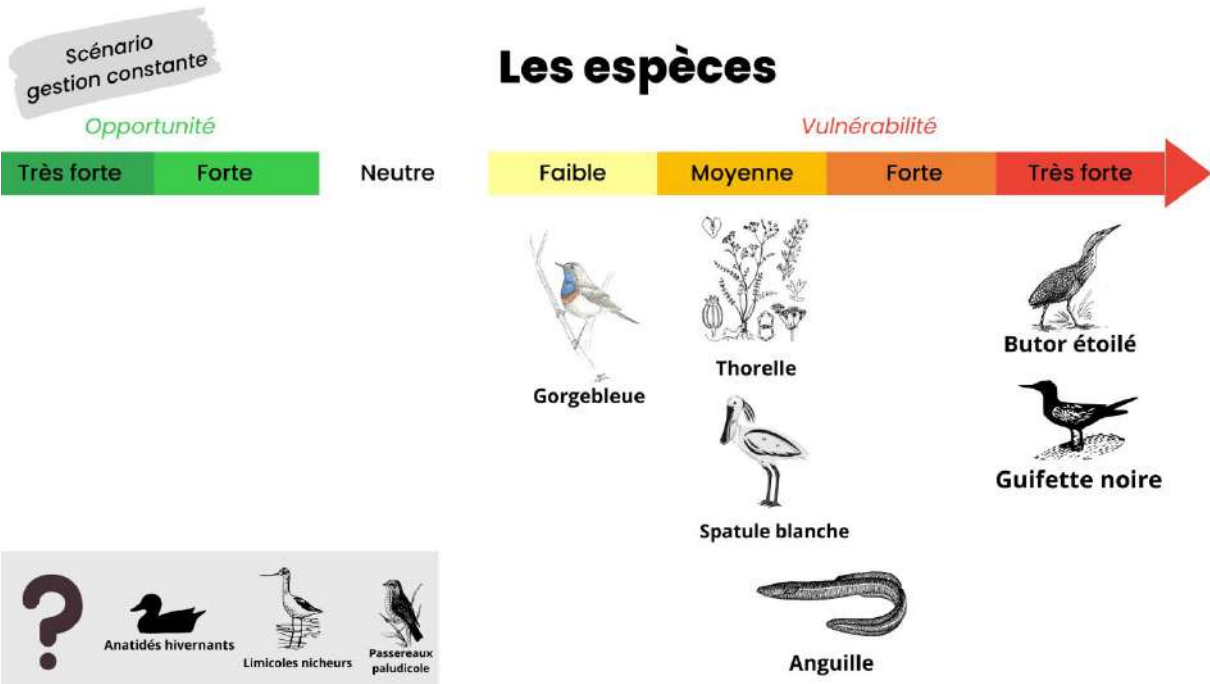 Scénario
gestion constante
Les espèces
Opportunité
Vulnérabilité
Très forte
Forte
Neutre
Faible
Moyenne
Forte
Très forte
Gorgebleue
Thorelle
Spatule blanche
Anguille
Butor étoilé
Guifette noire
?
Anatidés hivernants
Limicoles nicheurs
Passereaux
paludicole